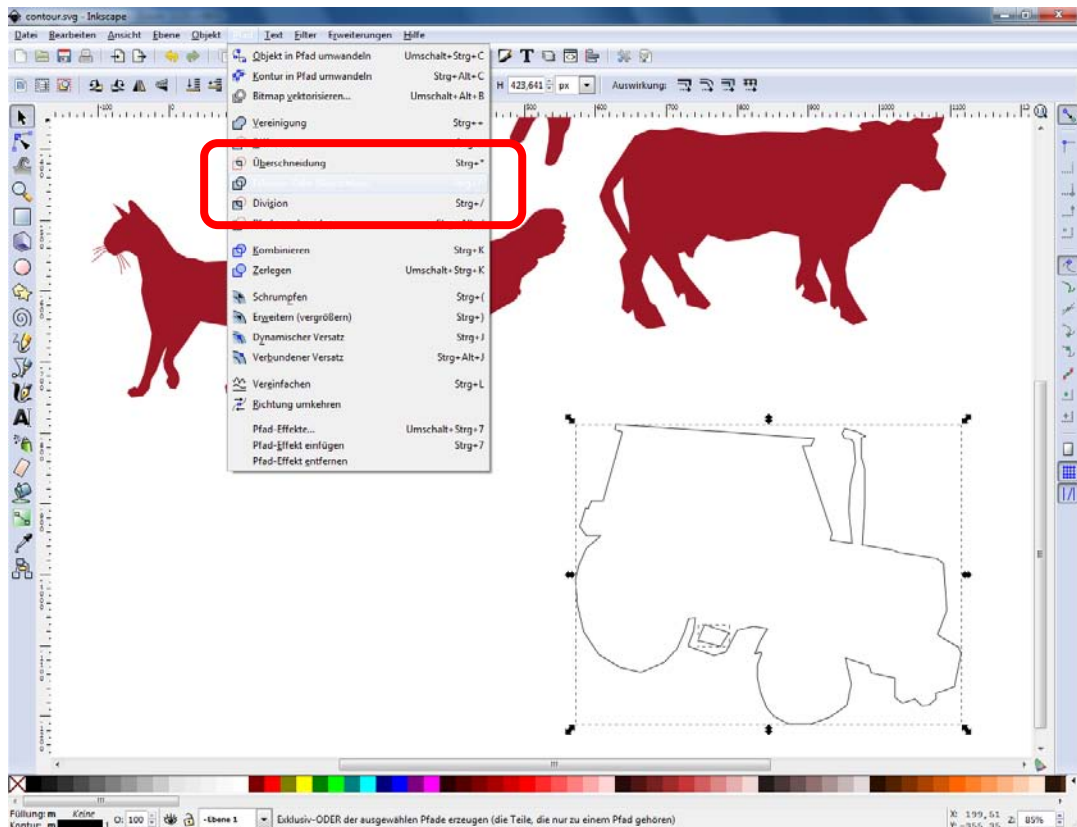 contour.svg - Inkscape
Datei Bearbeiten Ansicht Ebene Objekt Text Filter Erweiterungen Hilfe
Objekt in Pfad umwandeln Umschalt+Strg+C
Kontur in Pfad umwandeln Strg+Alt+C
H 423,641 px Auswirkung:
Bitmap vektorisieren... Umschalt+Alt+B
Vereinigung Strg++
Überschneidung Strg+*
Division Strg+/
Kombinieren Strg+K
Zerlegen Umschalt+Strg+K
Schrumpfen Strg+(
Erweitern (vergrößern) Strg+)
Dynamischer Versatz Strg+J
Verbundener Versatz Strg+Alt+J
Vereinfachen Strg+L
Richtung umkehren
Pfad-Effekte... Umschalt+Strg+7
Pfad-Effekt einfügen Strg+7
Pfad-Effekt entfernen
Füllung: m Keine O: 100 -Ebene 1 Exklusiv-ODER der ausgewählen Pfade erzeugen (die Teile, die nur zu einem Pfad gehören) X: 199,51 Z: 85%
Kontur: m 1